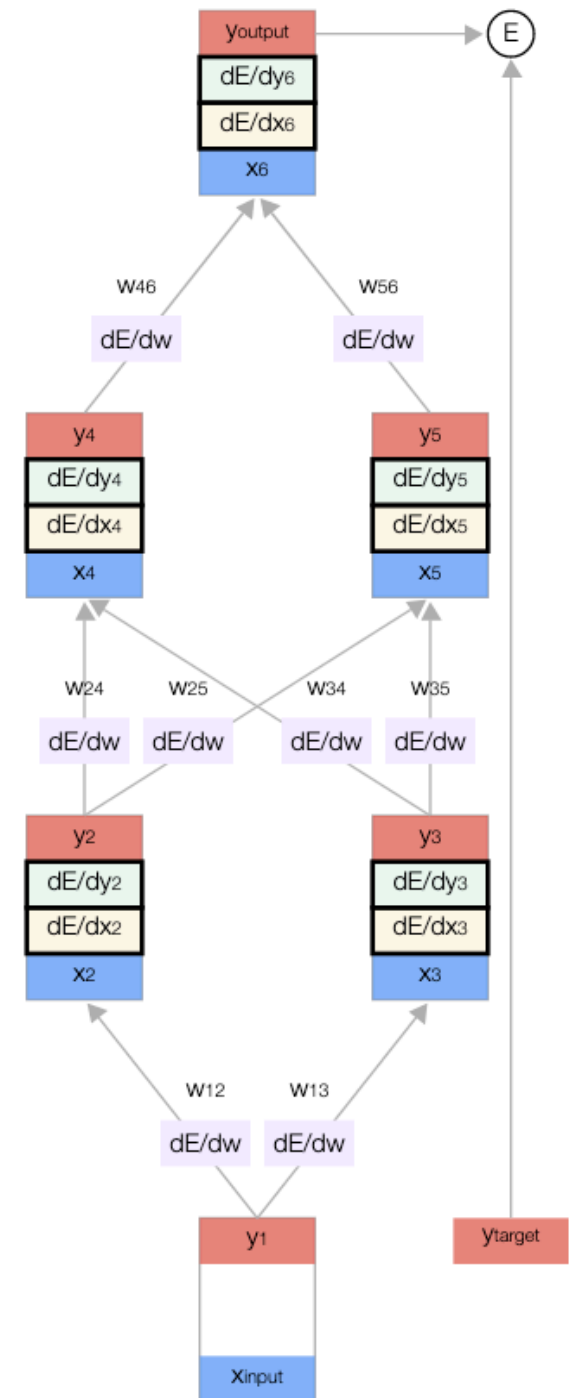 youtput E
dE/dy6
dE/dx6
x6
w46 w56
dE/dw dE/dw
y4 y5
dE/dy4 dE/dy5
dE/dx4 dE/dx5
x4 x5
w24 w25 w34 w35
dE/dw dE/dw dE/dw dE/dw
y2 y3
dE/dy2 dE/dy3
dE/dx2 dE/dx3
x2 x3
w12 w13
dE/dw dE/dw
y1 ytarget
xinput